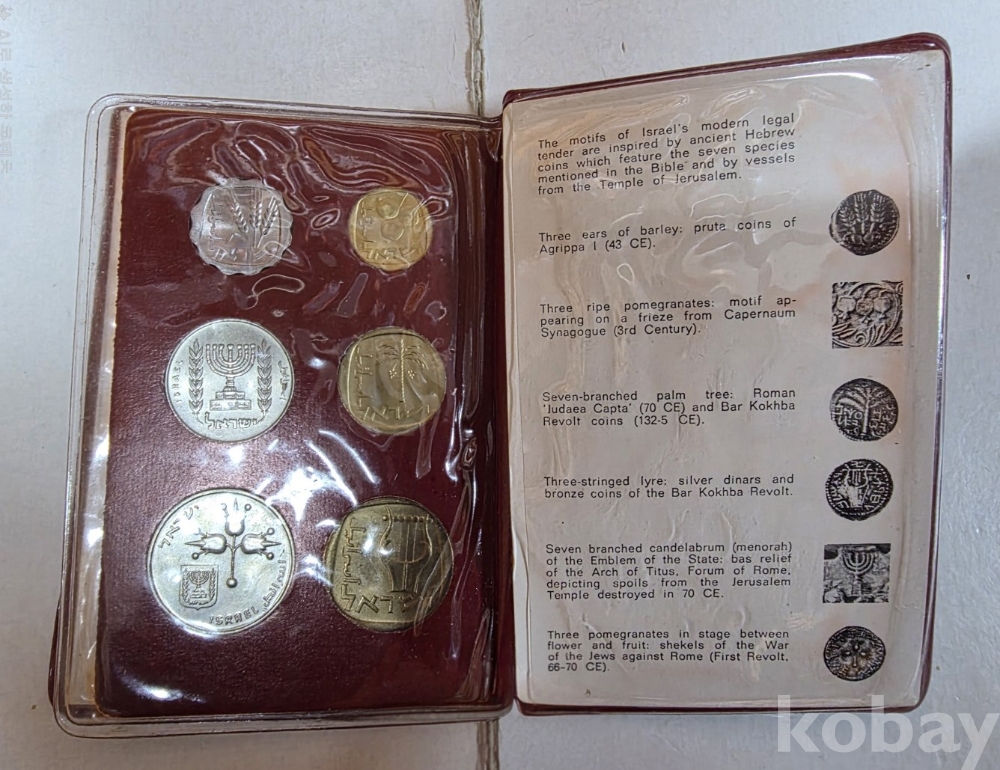 ISRAEL
ישראל
ישראל
ISRAEL
The motifs of Israel's modern legal
tender are inspired by ancient Hebrew
coins which feature the seven species
mentioned in the Bible and by vessels
from the Temple of Jerusalem.
Three ears of barley: pruta coins of
Agrippa I (43 CE).
Three ripe pomegranates: motif ap-
pearing on a frieze from Capernaum
Synagogue (3rd Century).
Seven-branched palm tree: Roman
'Judaea Capta' (70 CE) and Bar Kokhba
Revolt coins (132-5 CE).
Three-stringed lyre: silver dinars and
bronze coins of the Bar Kokhba Revolt.
Seven branched candelabrum (menorah)
of the Emblem of the State: bas relief
of the Arch of Titus, Forum of Rome,
depicting spoils from the Jerusalem
Temple destroyed in 70 CE.
Three pomegranates in stage between
flower and fruit: shekels of the War
of the Jews against Rome (First Revolt,
66-70 CE).
kobay